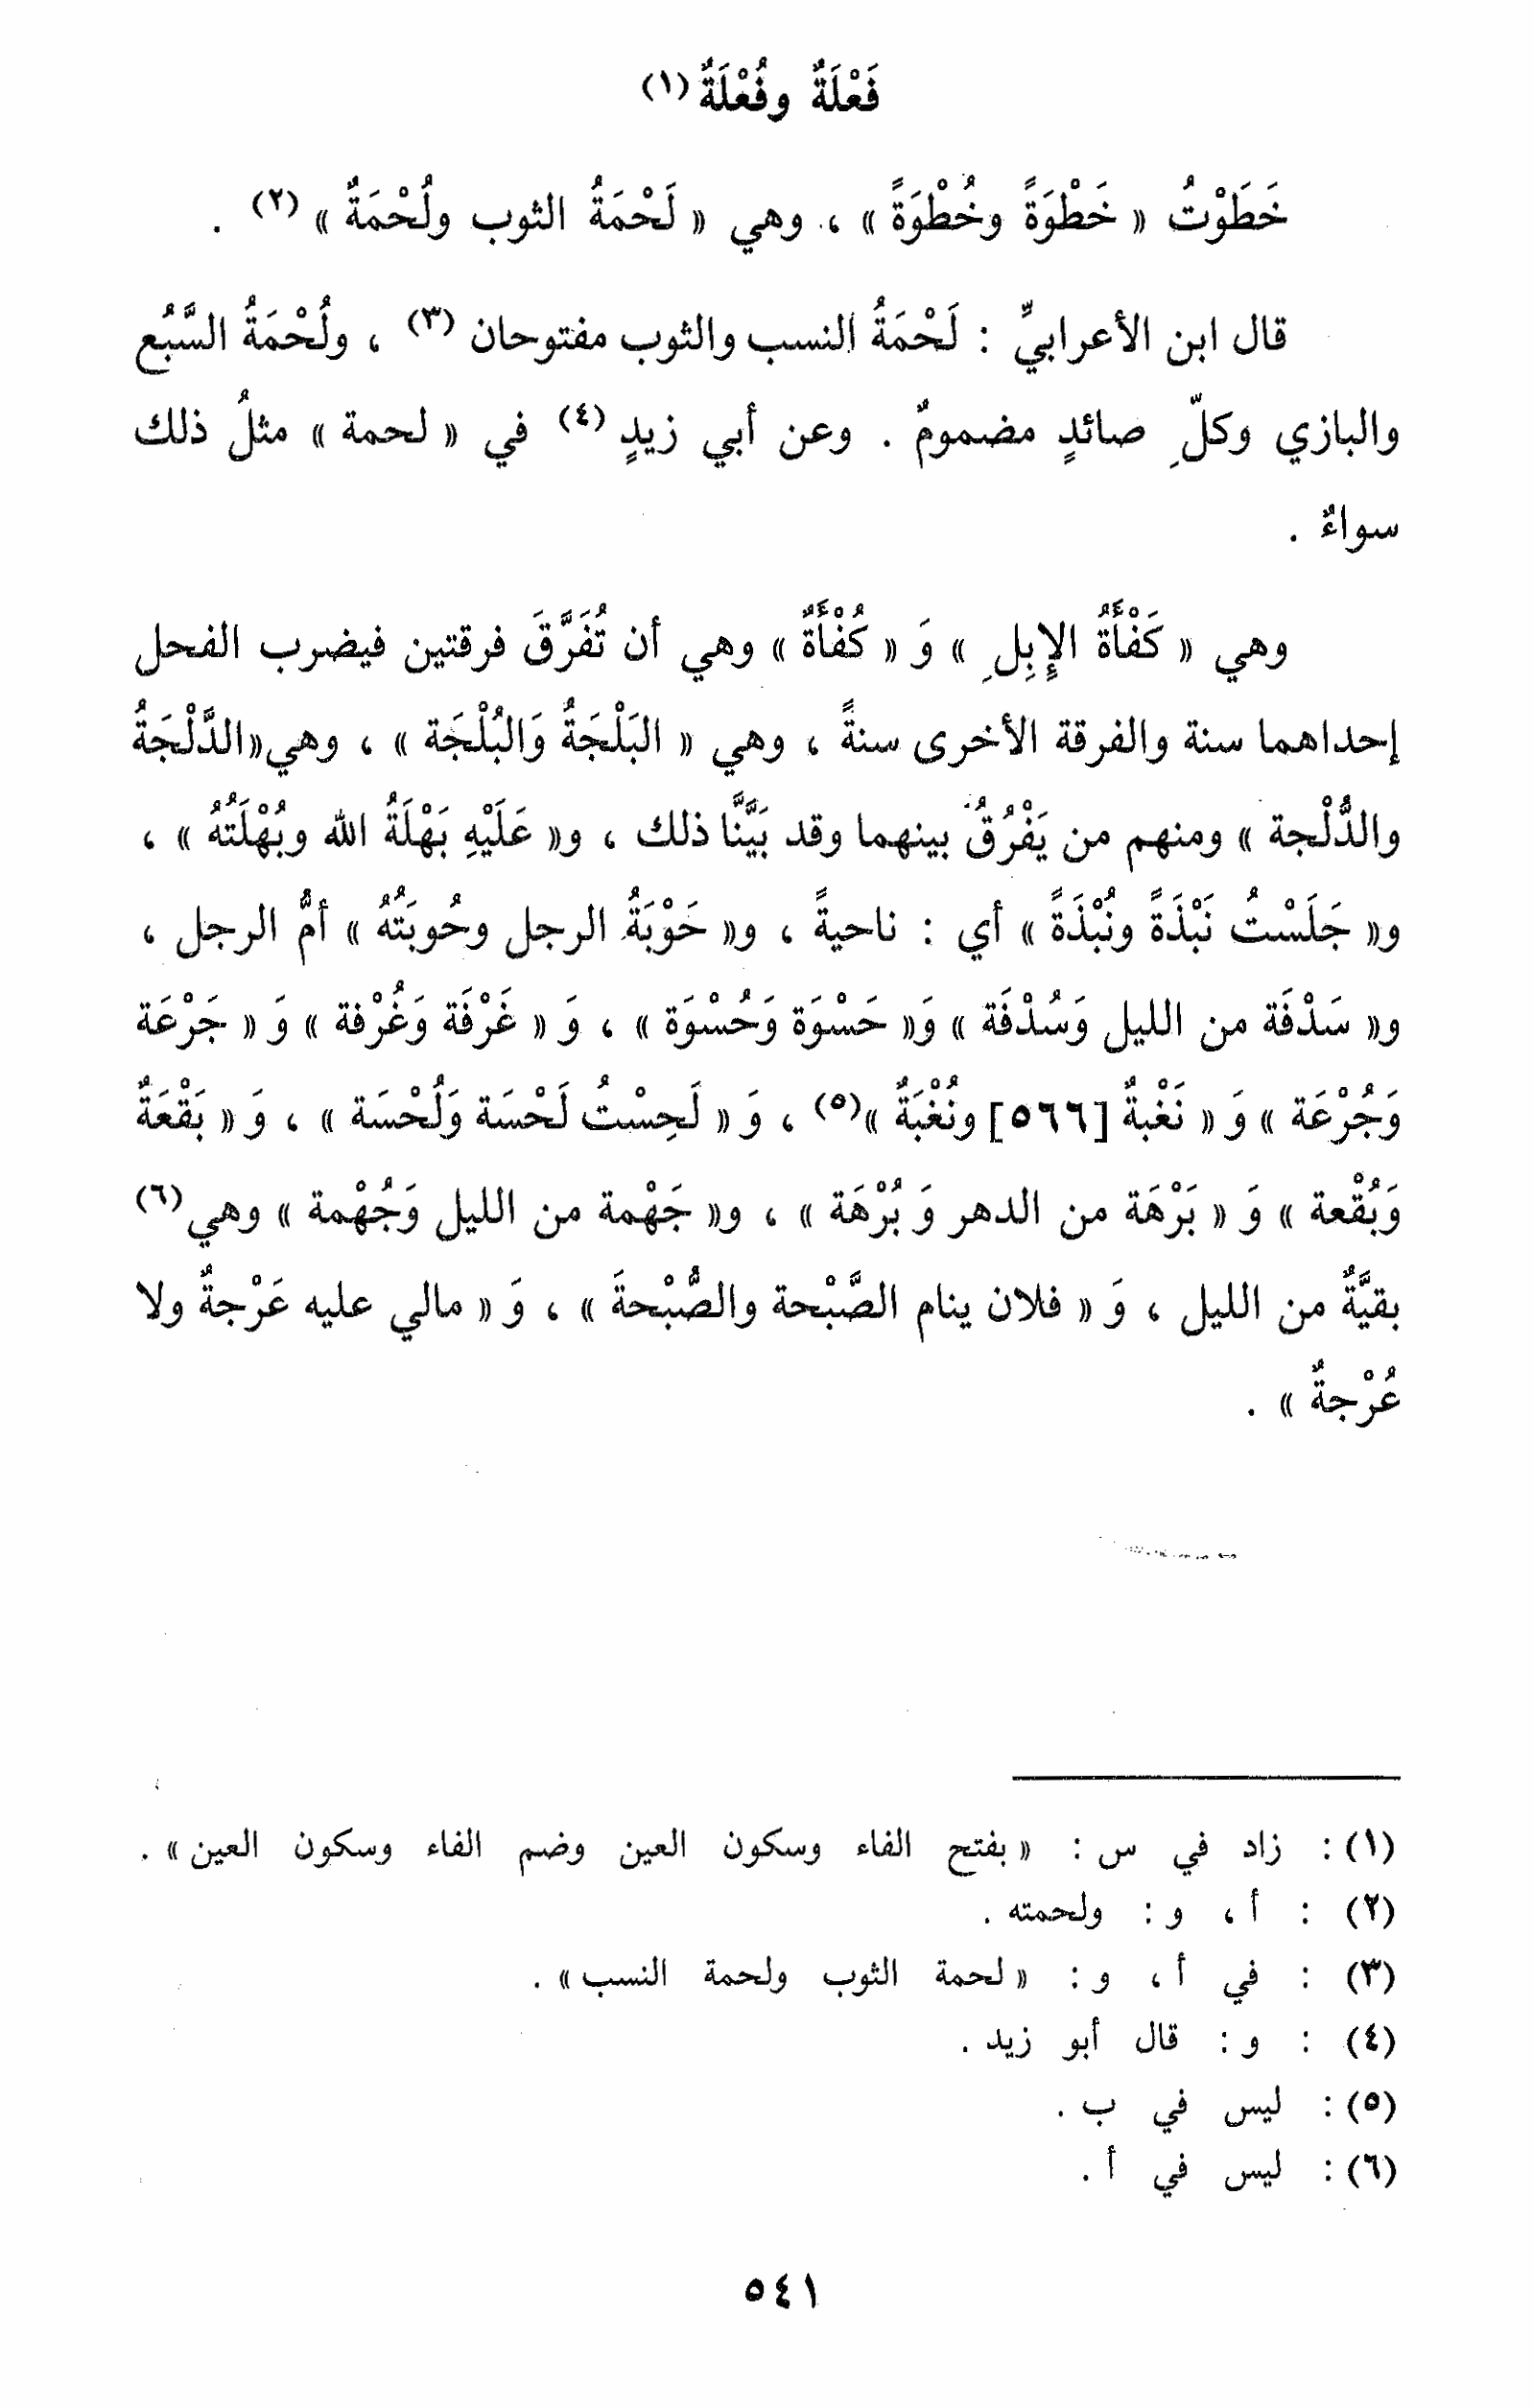 فَعْلَةٌ وفُعْلَةٌ (١)
خَطَوْتُ « خَطْوَةً وخُطْوَةً » ، وهي « لَحْمَةُ الثوب ولُحْمَةٌ » (٢) .
قال ابن الأعرابيِّ : لَحْمَةُ النسب والثوب مفتوحان (٣) ، ولُحْمَةُ السَّبُع
والبازي وكلِّ صائدٍ مضمومٌ . وعن أبي زيدٍ (٤) في « لحمة » مثلُ ذلك
سواءٌ .
وهي « كَفْأَةُ الإِبِلِ » وَ « كُفْأَةٌ » وهي أن تُفَرَّقَ فرقتين فيضرب الفحل
إحداهما سنة والفرقة الأخرى سنةً ، وهي « البَلْجَةُ وَالبُلْجَة » ، وهي«الدَّلْجَةُ
والدُّلْجة » ومنهم من يَفْرُقُ بينهما وقد بَيَّنَّا ذلك ، و« عَلَيْهِ بَهْلَةُ الله وبُهْلَتُهُ » ،
و« جَلَسْتُ نَبْذَةً ونُبْذَةً » أي : ناحيةً ، و« حَوْبَةُ الرجل وحُوبَتُهُ » أمُّ الرجل ،
و« سَدْفَة من الليل وَسُدْفَة » وَ« حَسْوَة وَحُسْوَة » ، وَ « غَرْفَة وَغُرْفة » وَ « جَرْعَة
وَجُرْعَة » وَ « نَغْبةٌ [٥٦٦] ونُغْبَةٌ »(٥) ، وَ « لَحِسْتُ لَحْسَة وَلُحْسَة » ، وَ « بَقْعَةٌ
وَبُقْعة » وَ « بَرْهَة من الدهر وَ بُرْهَة » ، و« جَهْمة من الليل وَجُهْمة » وهي(٦)
بقيَّةٌ من الليل ، وَ « فلان ينام الصَّبْحة والصُّبْحةَ » ، وَ « مالي عليه عَرْجةٌ ولا
عُرْجةٌ » .
(١) : زاد في س : « بفتح الفاء وسكون العين وضم الفاء وسكون العين » .
(٢) : أ ، و : ولحمته .
(٣) : في أ ، و : « لحمة الثوب ولحمة النسب » .
(٤) : و : قال أبو زيد .
(٥) : ليس في ب .
(٦) : ليس في أ .
٥٤١